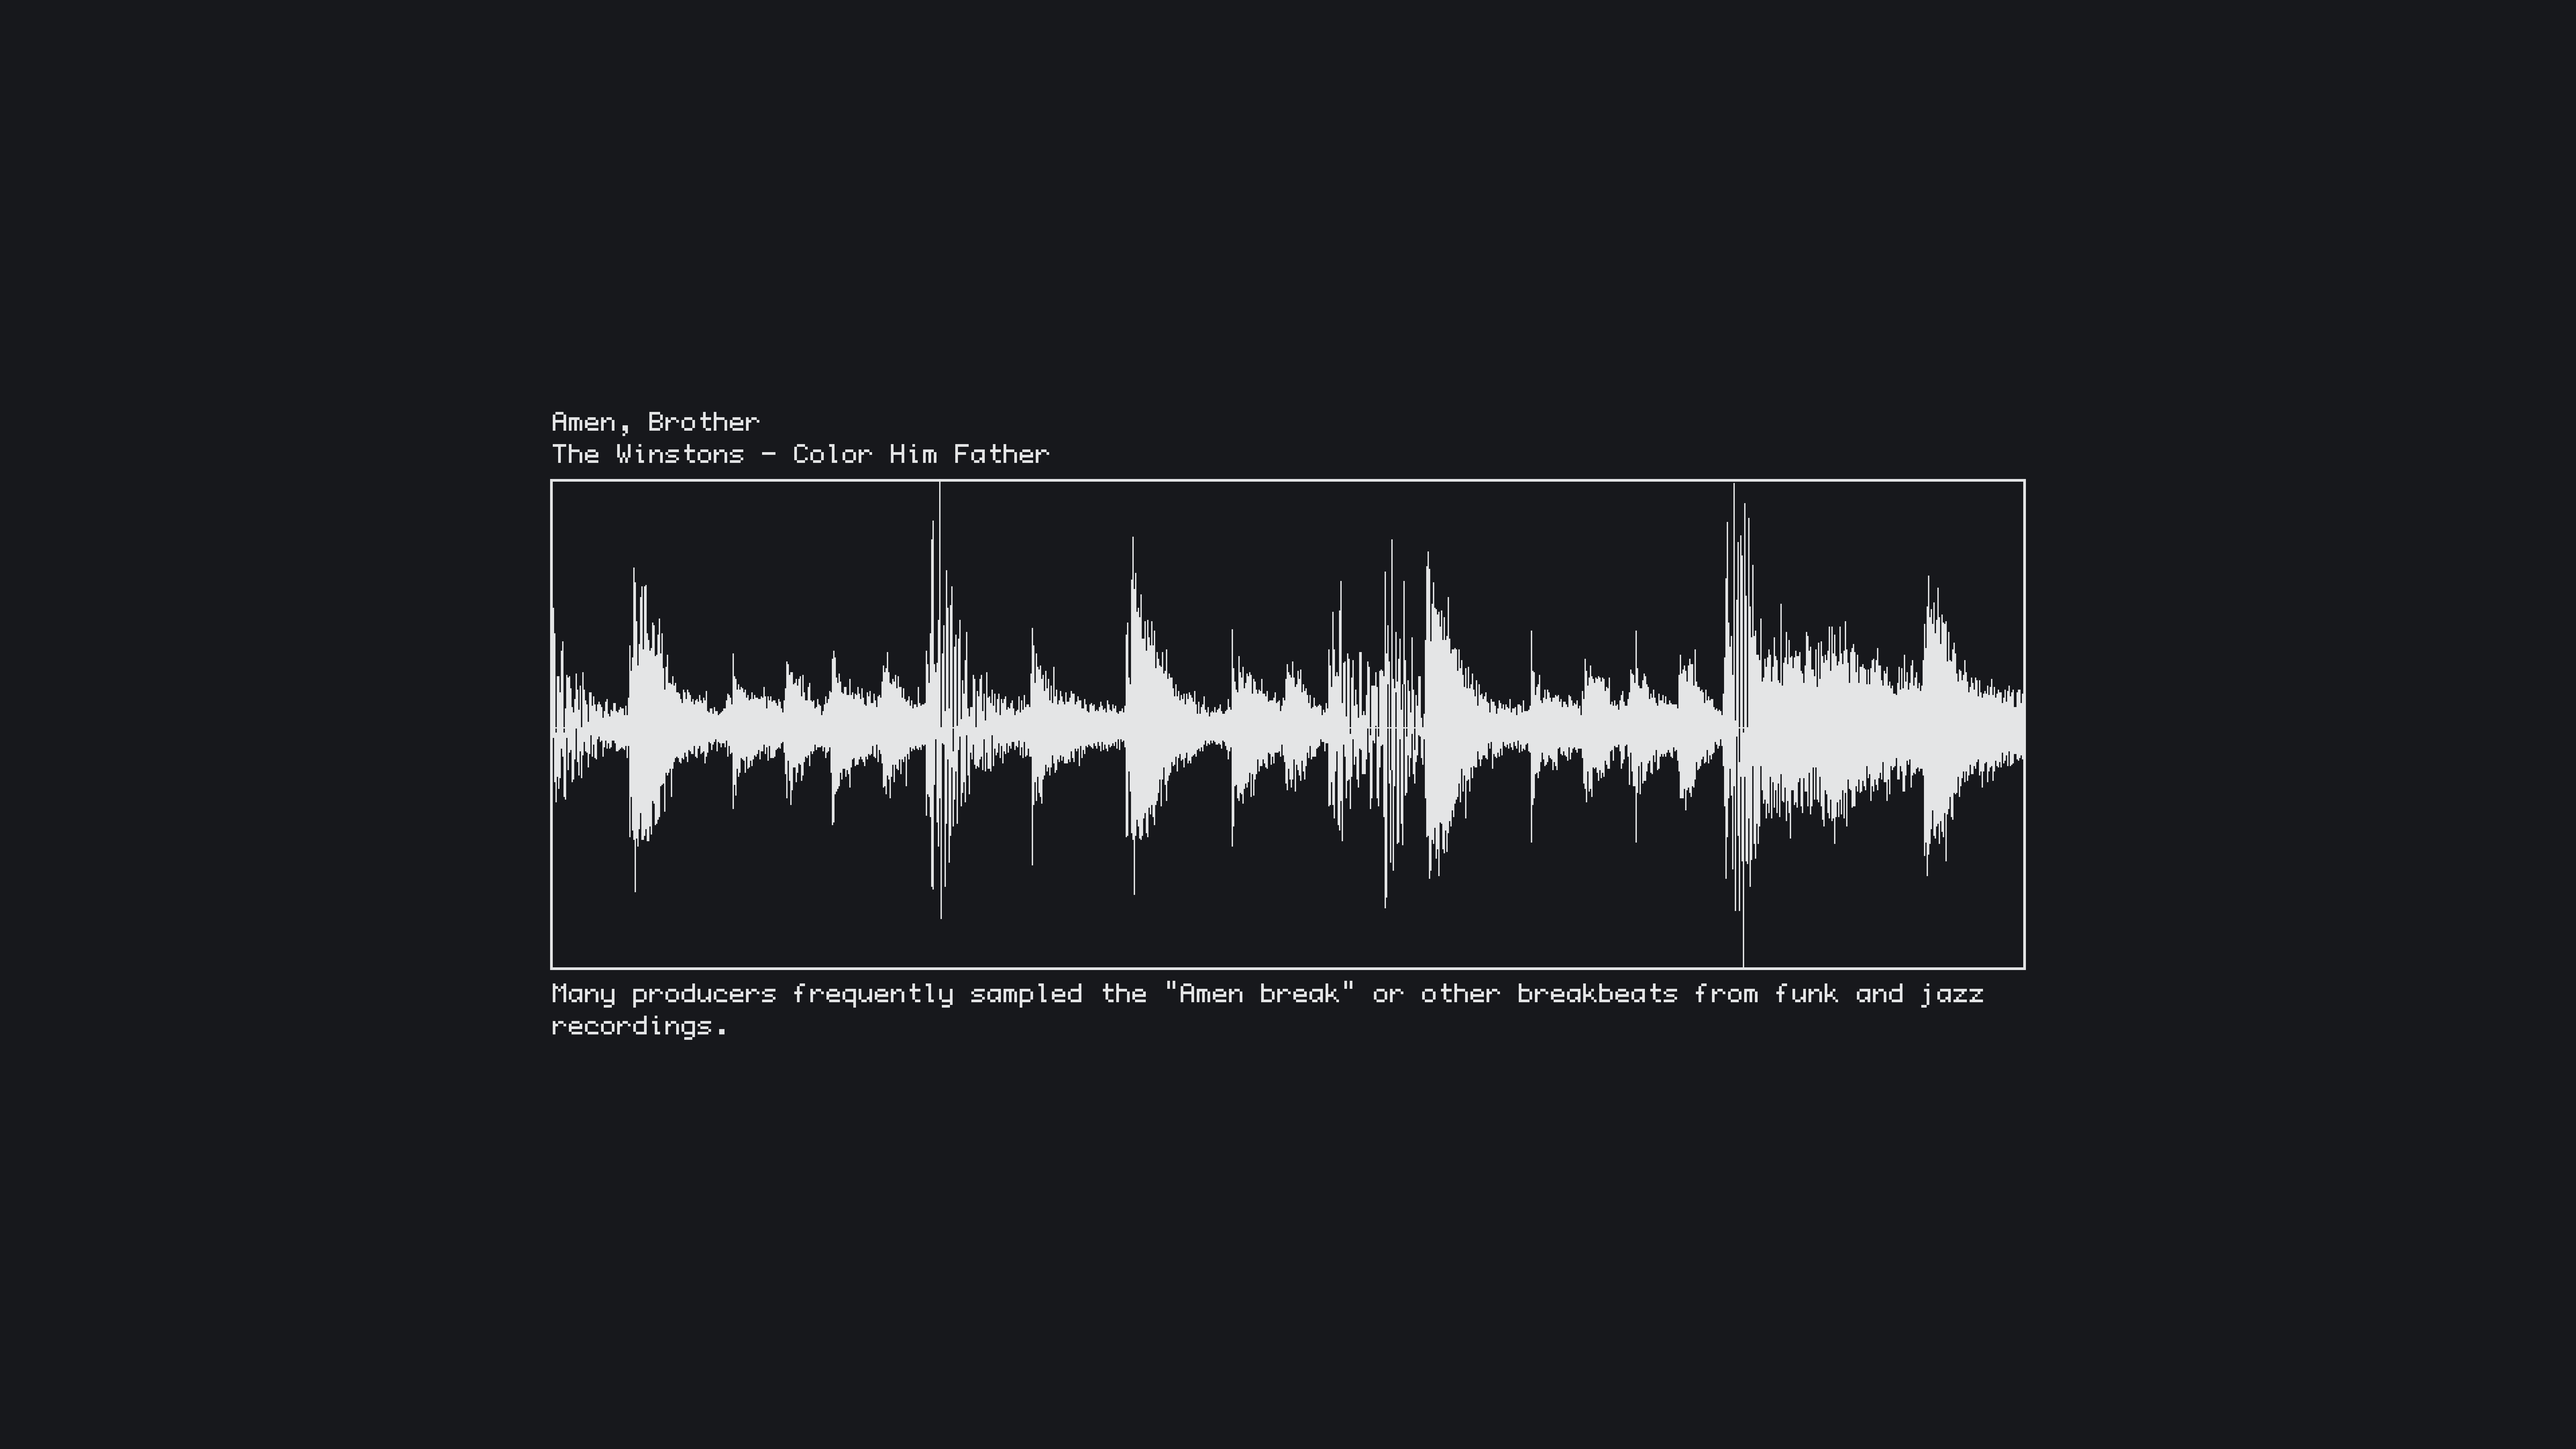 Amen, Brother
The Winstons - Color Him Father
Many producers frequently sampled the "Amen break" or other breakbeats from funk and jazz
recordings.